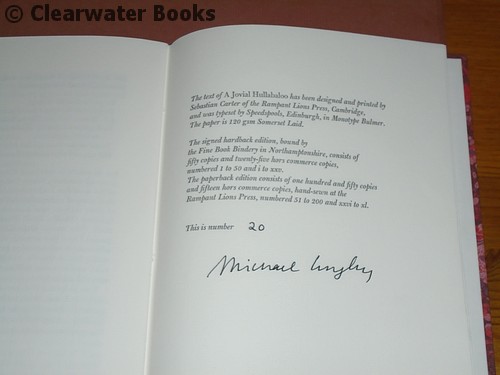 © Clearwater Books
The text of A Jovial Hullabaloo has been designed and printed by
Sebastian Carter of the Rampant Lions Press, Cambridge,
and was typeset by Speedspools, Edinburgh, in Monotype Bulmer.
The paper is 120 gsm Somerset Laid.
The signed hardback edition, bound by
the Fine Book Bindery in Northamptonshire, consists of
fifty copies and twenty-five hors commerce copies,
numbered 1 to 50 and i to xxv.
The paperback edition consists of one hundred and fifty copies
and fifteen hors commerce copies, hand-sewn at the
Rampant Lions Press, numbered 51 to 200 and xxvi to xl.
This is number 20
Michael